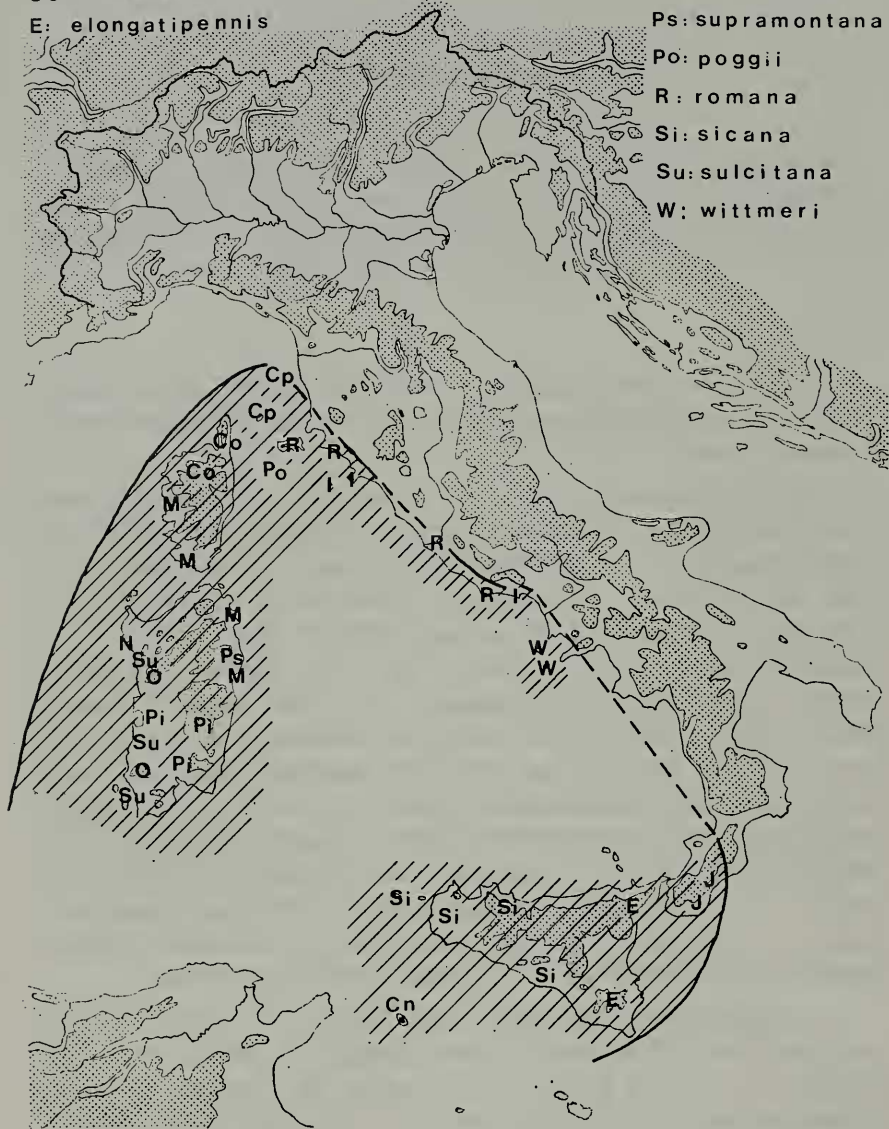 E: elongatipennis
Ps: supramontana
Po: poggii
R: romana
Si: sicana
Su: sulcitana
W: wittmeri
Cp
Cp
Co
R
R
Co
Po
I
I
M
M
R
R
I
M
N
W
Su
Ps
W
O
M
Pi
Pi
Su
Pi
O
Su
J
Si
Si
Si
E
J
Si
E
Cn